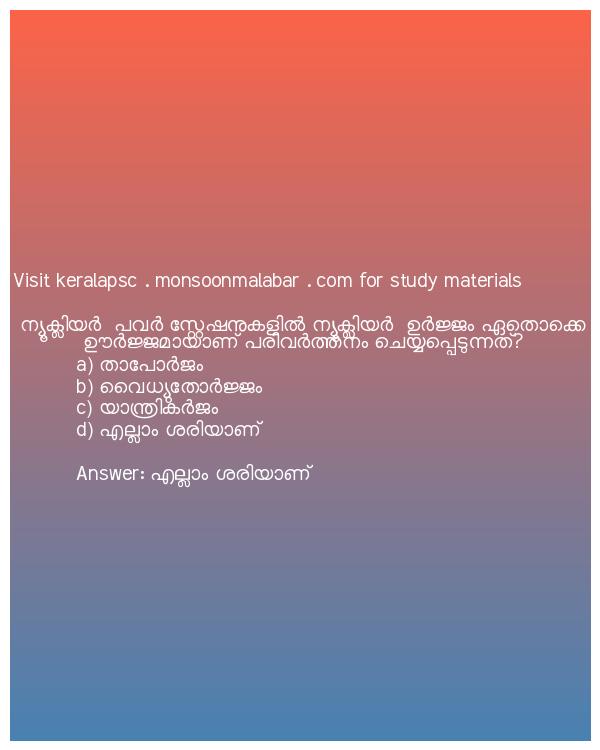 Visit keralapsc . monsoonmalabar . com for study materials
ന്യൂക്ലിയർ പവർ സ്റ്റേഷനുകളിൽ ന്യൂക്ലിയർ ഉർജ്ജം ഏതൊക്കെ
ഊർജ്ജമായാണ് പരിവർത്തനം ചെയ്യപ്പെടുന്നത്?
a) താപോർജം
b) വൈധ്യുതോർജ്ജം
c) യാന്ത്രികർജം
d) എല്ലാം ശരിയാണ്
Answer: എല്ലാം ശരിയാണ്